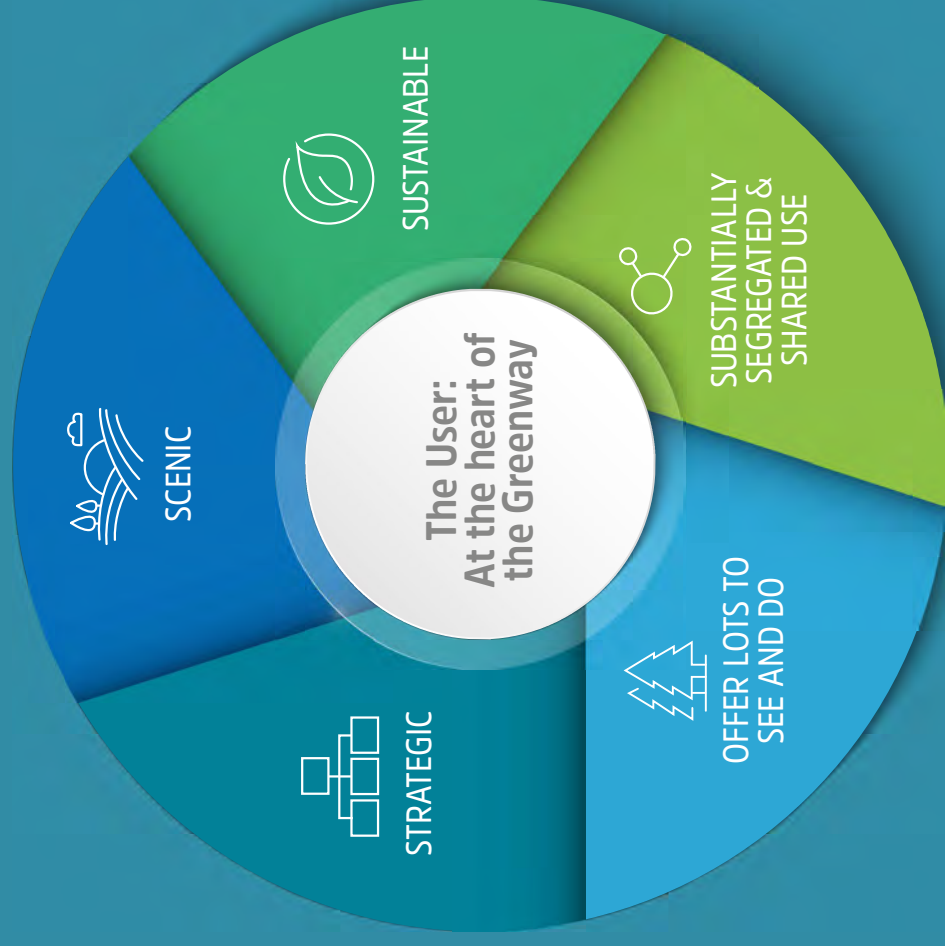 The User:
At the heart of
the Greenway
SCENIC
SUSTAINABLE
SUBSTANTIALLY
SEGREGATED &
SHARED USE
OFFER LOTS TO
SEE AND DO
STRATEGIC